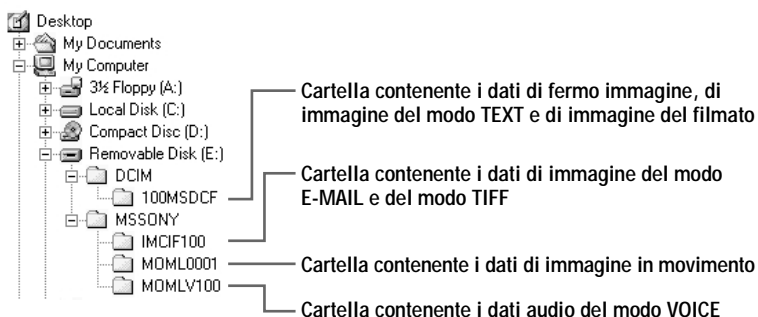 Desktop
My Documents
My Computer
3½ Floppy (A:)
Local Disk (C:)
Compact Disc (D:)
Removable Disk (E:)
DCIM
100MSDCF
MSSONY
IMCIF100
MOML0001
MOMLV100
Cartella contenente i dati di fermo immagine, di
immagine del modo TEXT e di immagine del filmato
Cartella contenente i dati di immagine del modo
E-MAIL e del modo TIFF
Cartella contenente i dati di immagine in movimento
Cartella contenente i dati audio del modo VOICE